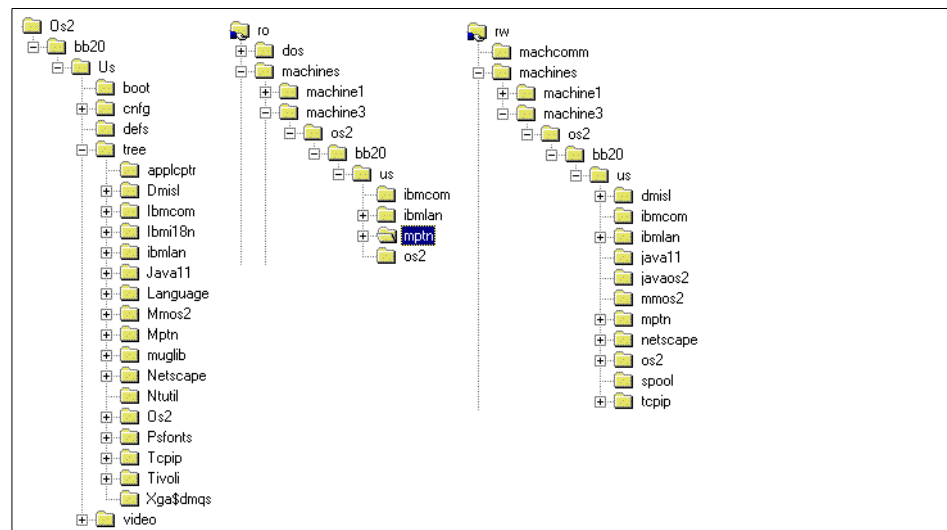 Os2
bb20
Us
boot
cnfg
defs
tree
applcptr
Dmisl
Ibmcom
Ibmi18n
ibmlan
Java11
Language
Mmos2
Mptn
muglib
Netscape
Ntutil
Os2
Psfonts
Tcpip
Tivoli
Xga$dmqs
video
ro
dos
machines
machine1
machine3
os2
bb20
us
ibmcom
ibmlan
mptn
os2
rw
machcomm
machines
machine1
machine3
os2
bb20
us
dmisl
ibmcom
ibmlan
java11
javaos2
mmos2
mptn
netscape
os2
spool
tcpip